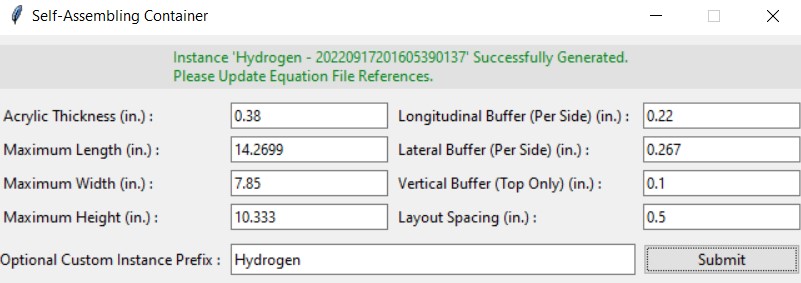 Self-Assembling Container
Instance 'Hydrogen - 20220917201605390137' Successfully Generated.
Please Update Equation File References.
Acrylic Thickness (in.) : 0.38 Longitudinal Buffer (Per Side) (in.) : 0.22
Maximum Length (in.) : 14.2699 Lateral Buffer (Per Side) (in.) : 0.267
Maximum Width (in.) : 7.85 Vertical Buffer (Top Only) (in.) : 0.1
Maximum Height (in.) : 10.333 Layout Spacing (in.) : 0.5
Optional Custom Instance Prefix : Hydrogen Submit